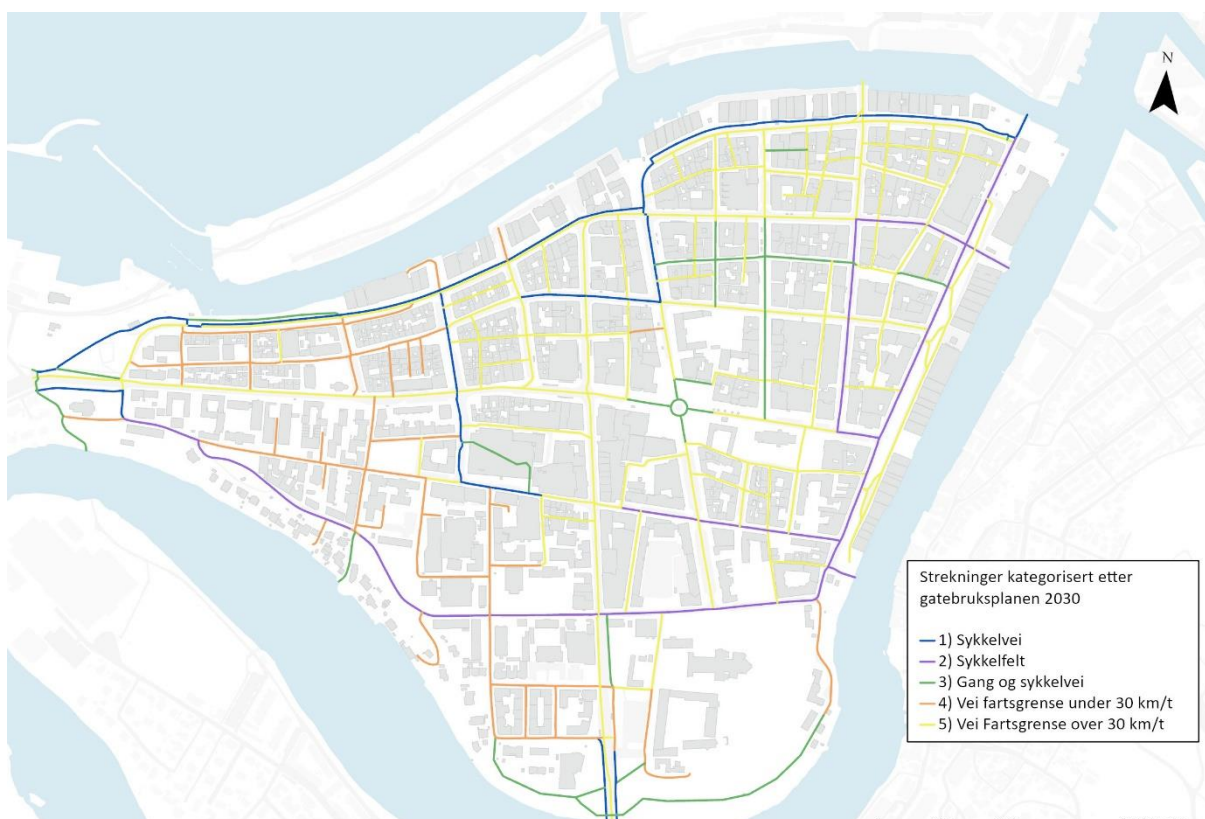 N
Strekninger kategorisert etter
gatebruksplanen 2030
1) Sykkelvei
2) Sykkelfelt
3) Gang og sykkelvei
4) Vei fartsgrense under 30 km/t
5) Vei Fartsgrense over 30 km/t